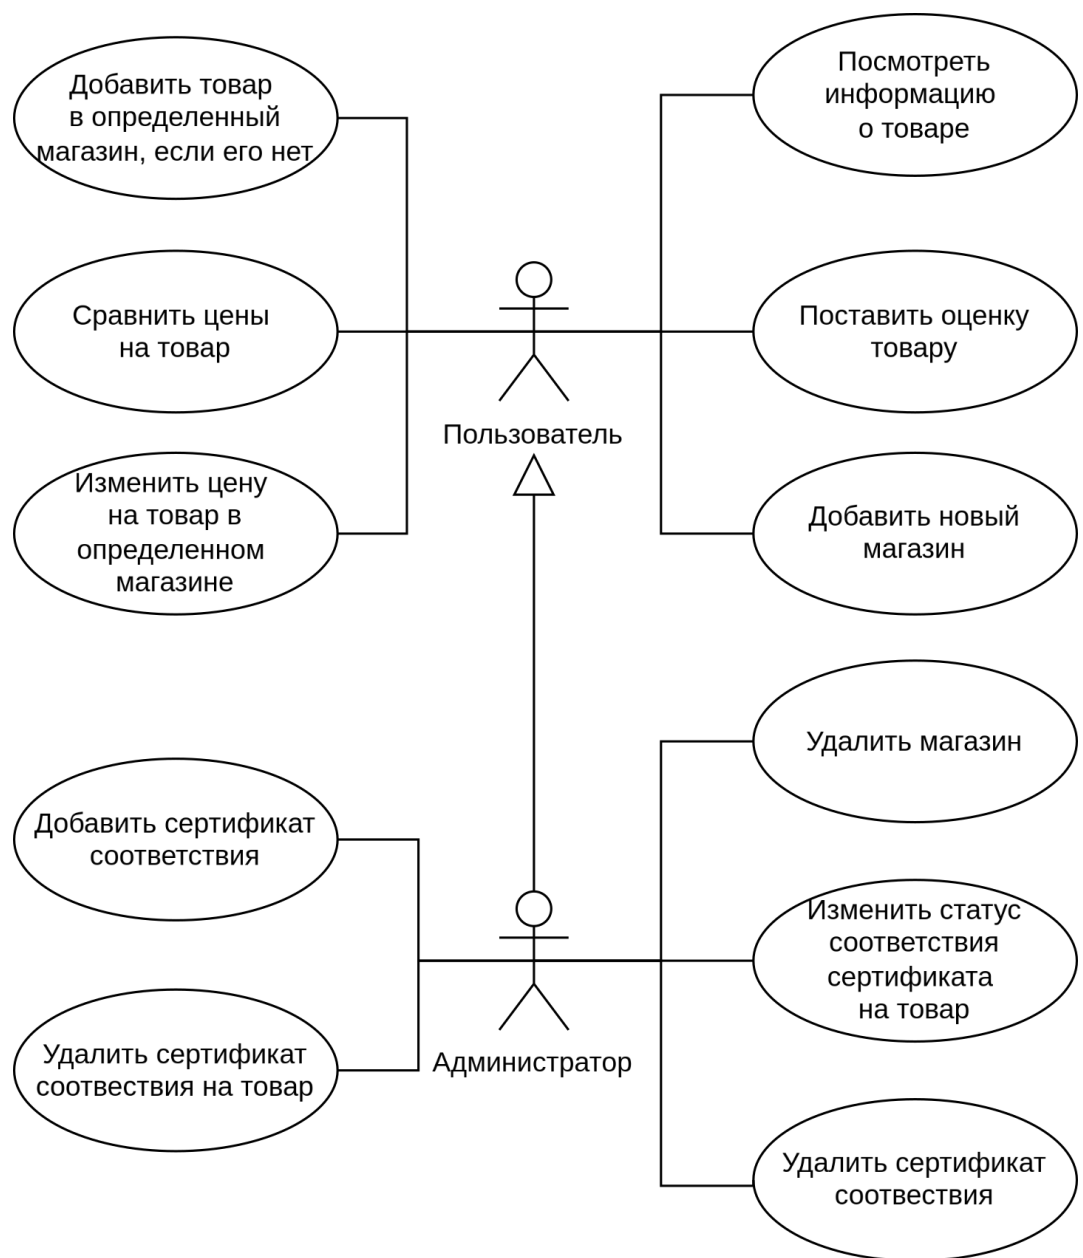 Добавить товар
в определенный
магазин, если его нет
Посмотреть
информацию
о товаре
Сравнить цены
на товар
Поставить оценку
товару
Пользователь
Изменить цену
на товар в
определенном
магазине
Добавить новый
магазин
Удалить магазин
Добавить сертификат
соответствия
Изменить статус
соответствия
сертификата
на товар
Удалить сертификат
соотвествия на товар
Администратор
Удалить сертификат
соотвествия